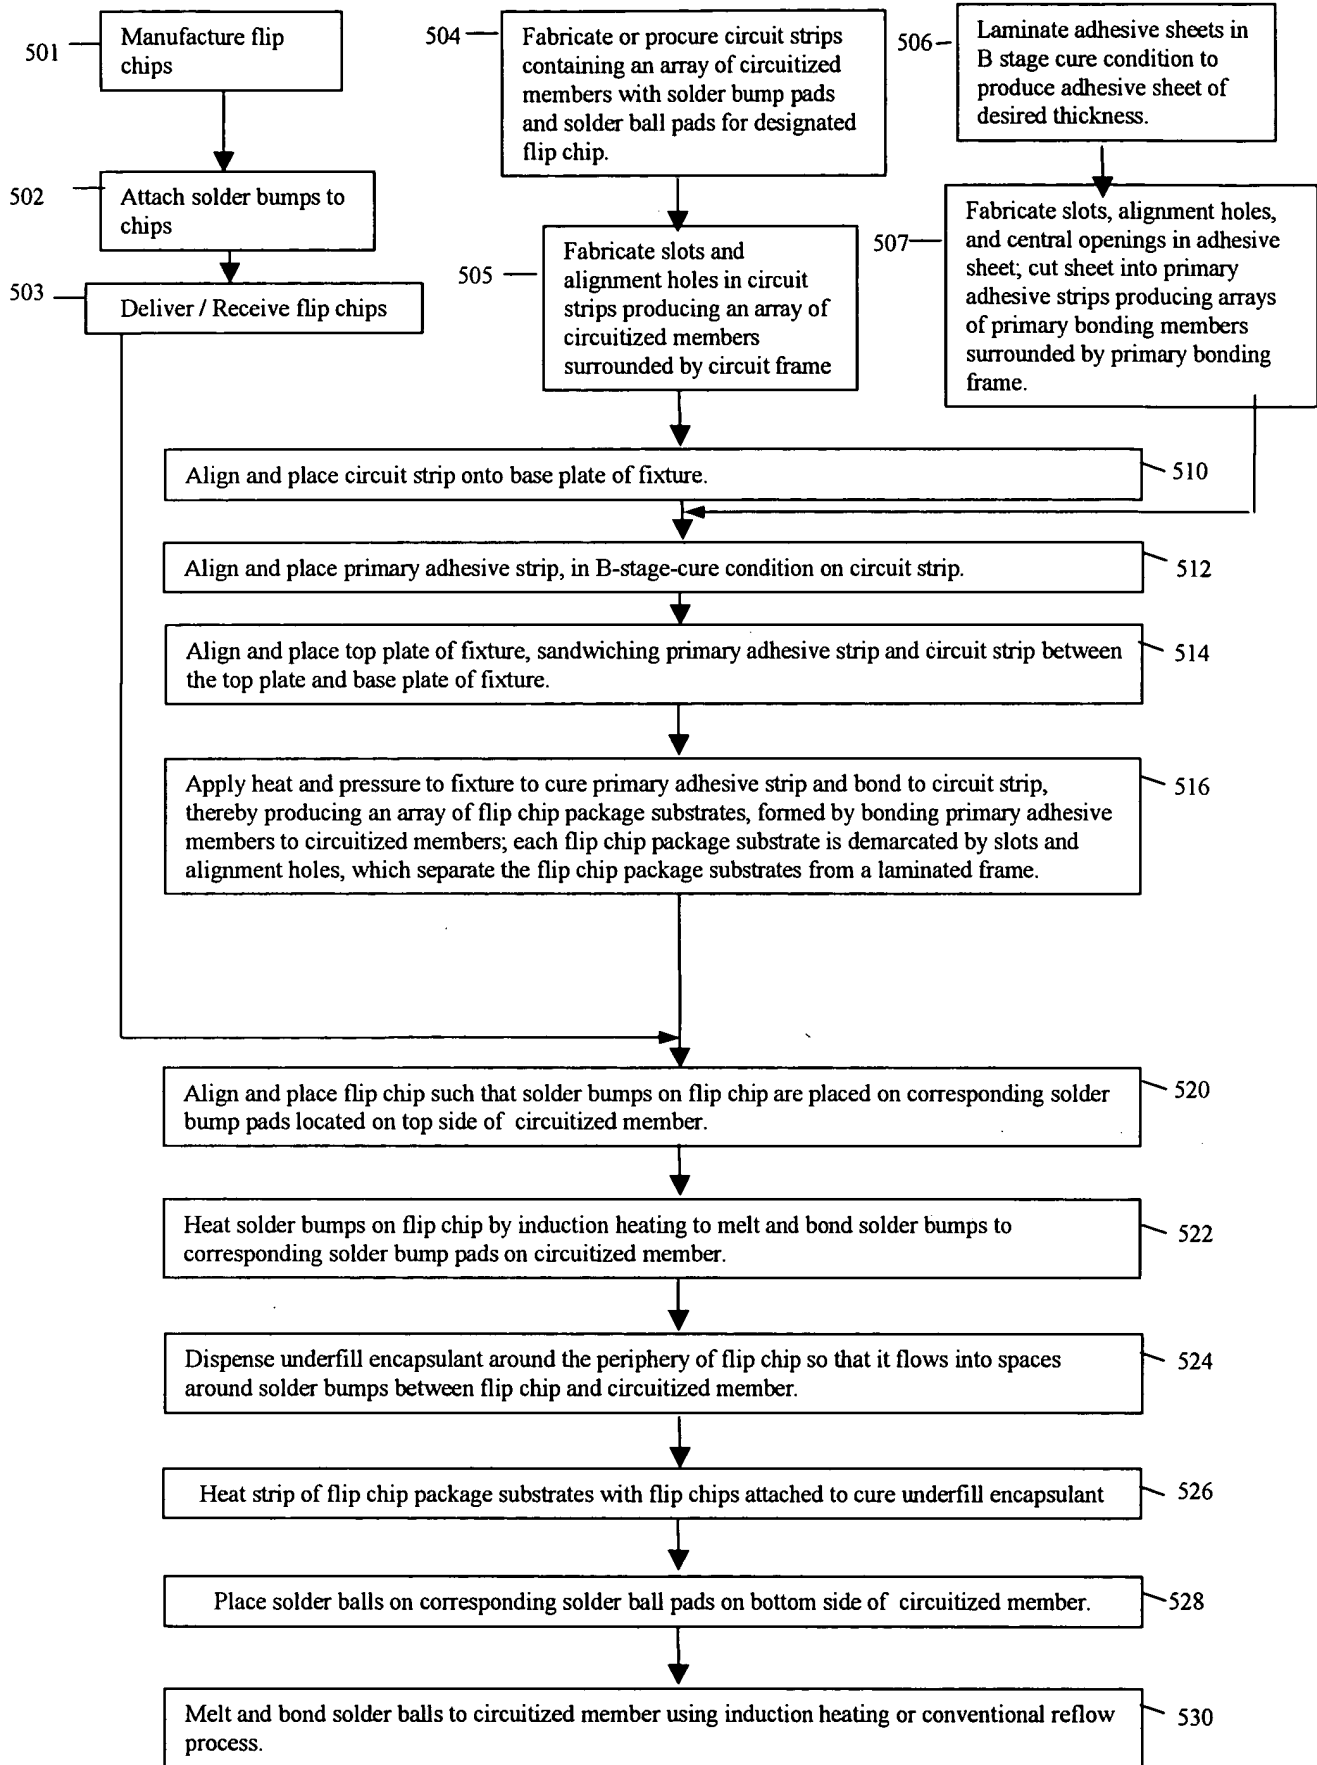 501
Manufacture flip
chips
502
Attach solder bumps to
chips
503
Deliver / Receive flip chips
504
Fabricate or procure circuit strips
containing an array of circuitized
members with solder bump pads
and solder ball pads for designated
flip chip.
505
Fabricate slots and
alignment holes in circuit
strips producing an array of
circuitized members
surrounded by circuit frame
506
Laminate adhesive sheets in
B stage cure condition to
produce adhesive sheet of
desired thickness.
507
Fabricate slots, alignment holes,
and central openings in adhesive
sheet; cut sheet into primary
adhesive strips producing arrays
of primary bonding members
surrounded by primary bonding
frame.
Align and place circuit strip onto base plate of fixture.
510
Align and place primary adhesive strip, in B-stage-cure condition on circuit strip.
512
Align and place top plate of fixture, sandwiching primary adhesive strip and circuit strip between
the top plate and base plate of fixture.
514
Apply heat and pressure to fixture to cure primary adhesive strip and bond to circuit strip,
thereby producing an array of flip chip package substrates, formed by bonding primary adhesive
members to circuitized members; each flip chip package substrate is demarcated by slots and
alignment holes, which separate the flip chip package substrates from a laminated frame.
516
Align and place flip chip such that solder bumps on flip chip are placed on corresponding solder
bump pads located on top side of circuitized member.
520
Heat solder bumps on flip chip by induction heating to melt and bond solder bumps to
corresponding solder bump pads on circuitized member.
522
Dispense underfill encapsulant around the periphery of flip chip so that it flows into spaces
around solder bumps between flip chip and circuitized member.
524
Heat strip of flip chip package substrates with flip chips attached to cure underfill encapsulant
526
Place solder balls on corresponding solder ball pads on bottom side of circuitized member.
528
Melt and bond solder balls to circuitized member using induction heating or conventional reflow
process.
530